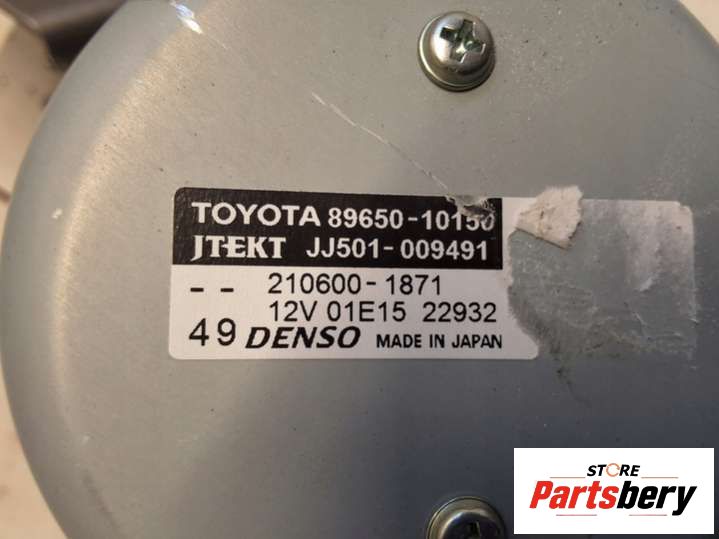 TOYOTA 89650-10150
JTEKT JJ501-009491
-- 210600-1871
12V 01E15 22932
49 DENSO MADE IN JAPAN
STORE
Partsbery